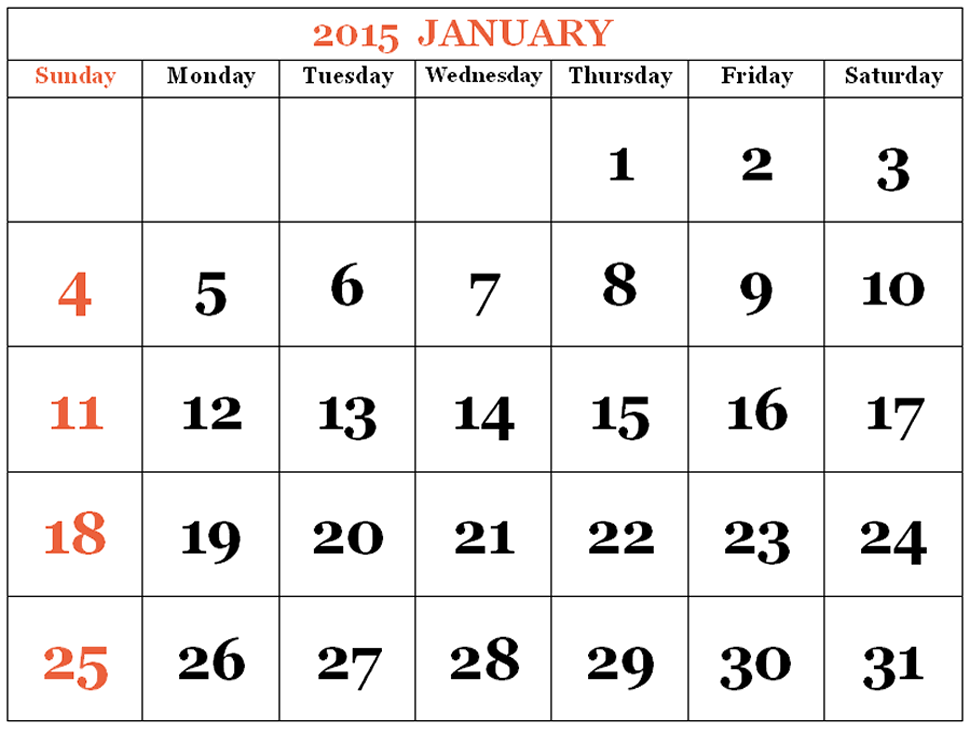 2015 JANUARY
Sunday Monday Tuesday Wednesday Thursday Friday Saturday
1 2 3
4 5 6 7 8 9 10
11 12 13 14 15 16 17
18 19 20 21 22 23 24
25 26 27 28 29 30 31